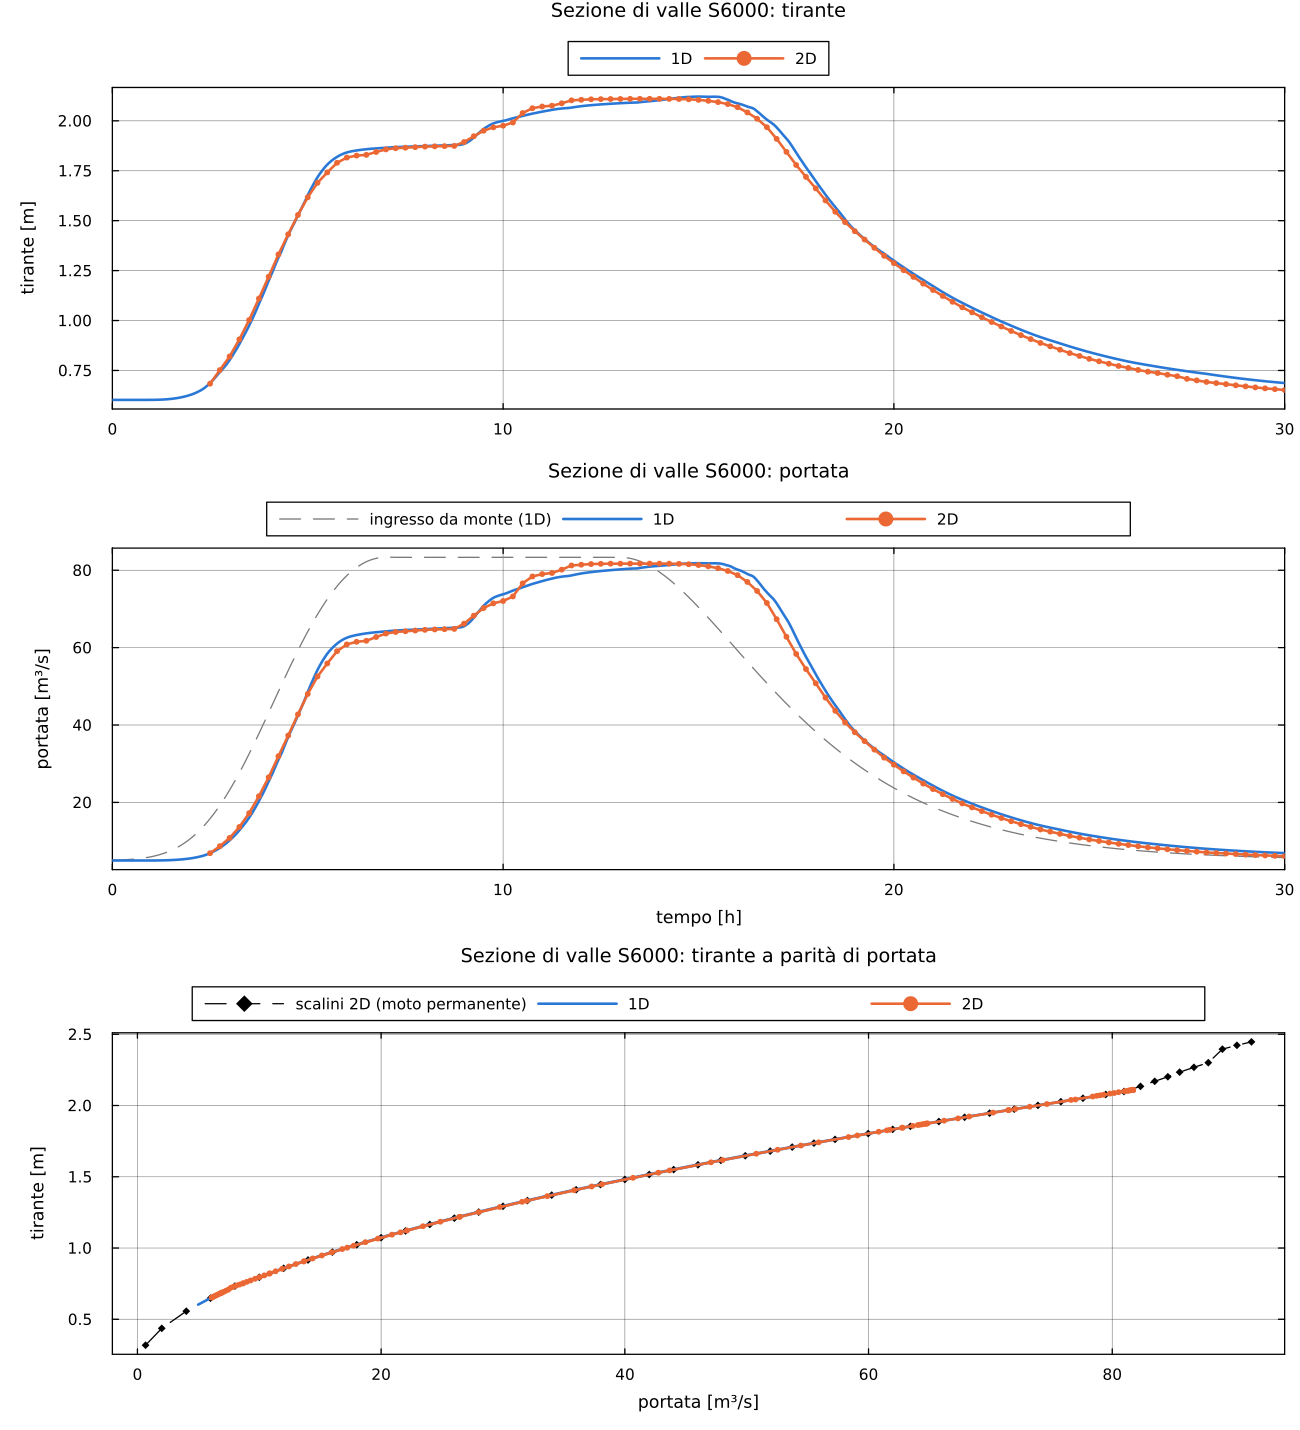 Sezione di valle S6000: tirante
1D 2D
tirante [m]
2.00
1.75
1.50
1.25
1.00
0.75
0 10 20 30
Sezione di valle S6000: portata
ingresso da monte (1D) 1D 2D
portata [m³/s]
80
60
40
20
0 10 20 30
tempo [h]
Sezione di valle S6000: tirante a parità di portata
scalini 2D (moto permanente) 1D 2D
tirante [m]
2.5
2.0
1.5
1.0
0.5
0 20 40 60 80
portata [m³/s]